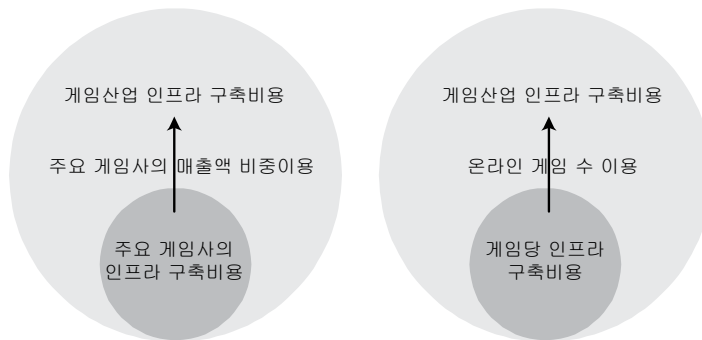 게임산업 인프라 구축비용
주요 게임사의 매출액 비중이용
주요 게임사의
인프라 구축비용
게임산업 인프라 구축비용
온라인 게임 수 이용
게임당 인프라
구축비용